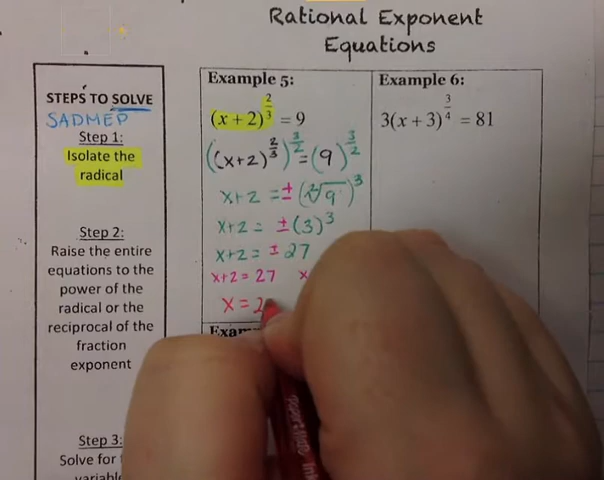 Rational Exponent
Equations
STEPS TO SOLVE
SADMEP
Step 1:
Isolate the
radical
Step 2:
Raise the entire
equations to the
power of the
radical or the
reciprocal of the
fraction
exponent
Step 3:
Solve for
Example 5:
(x + 2)^(2/3) = 9
((x+2)^(2/3))^(3/2) = (9)^(3/2)
x+2 = ± (²√9)^3
x+2 = ± (3)^3
x+2 = ± 27
x+2 = 27 x
x = 2
Example 6:
3(x + 3)^(3/4) = 81